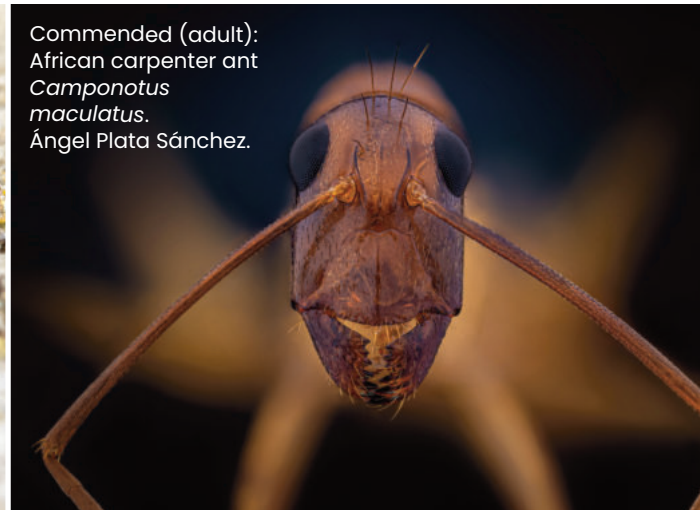 Commended (adult):
African carpenter ant
Camponotus
maculatus.
Ángel Plata Sánchez.